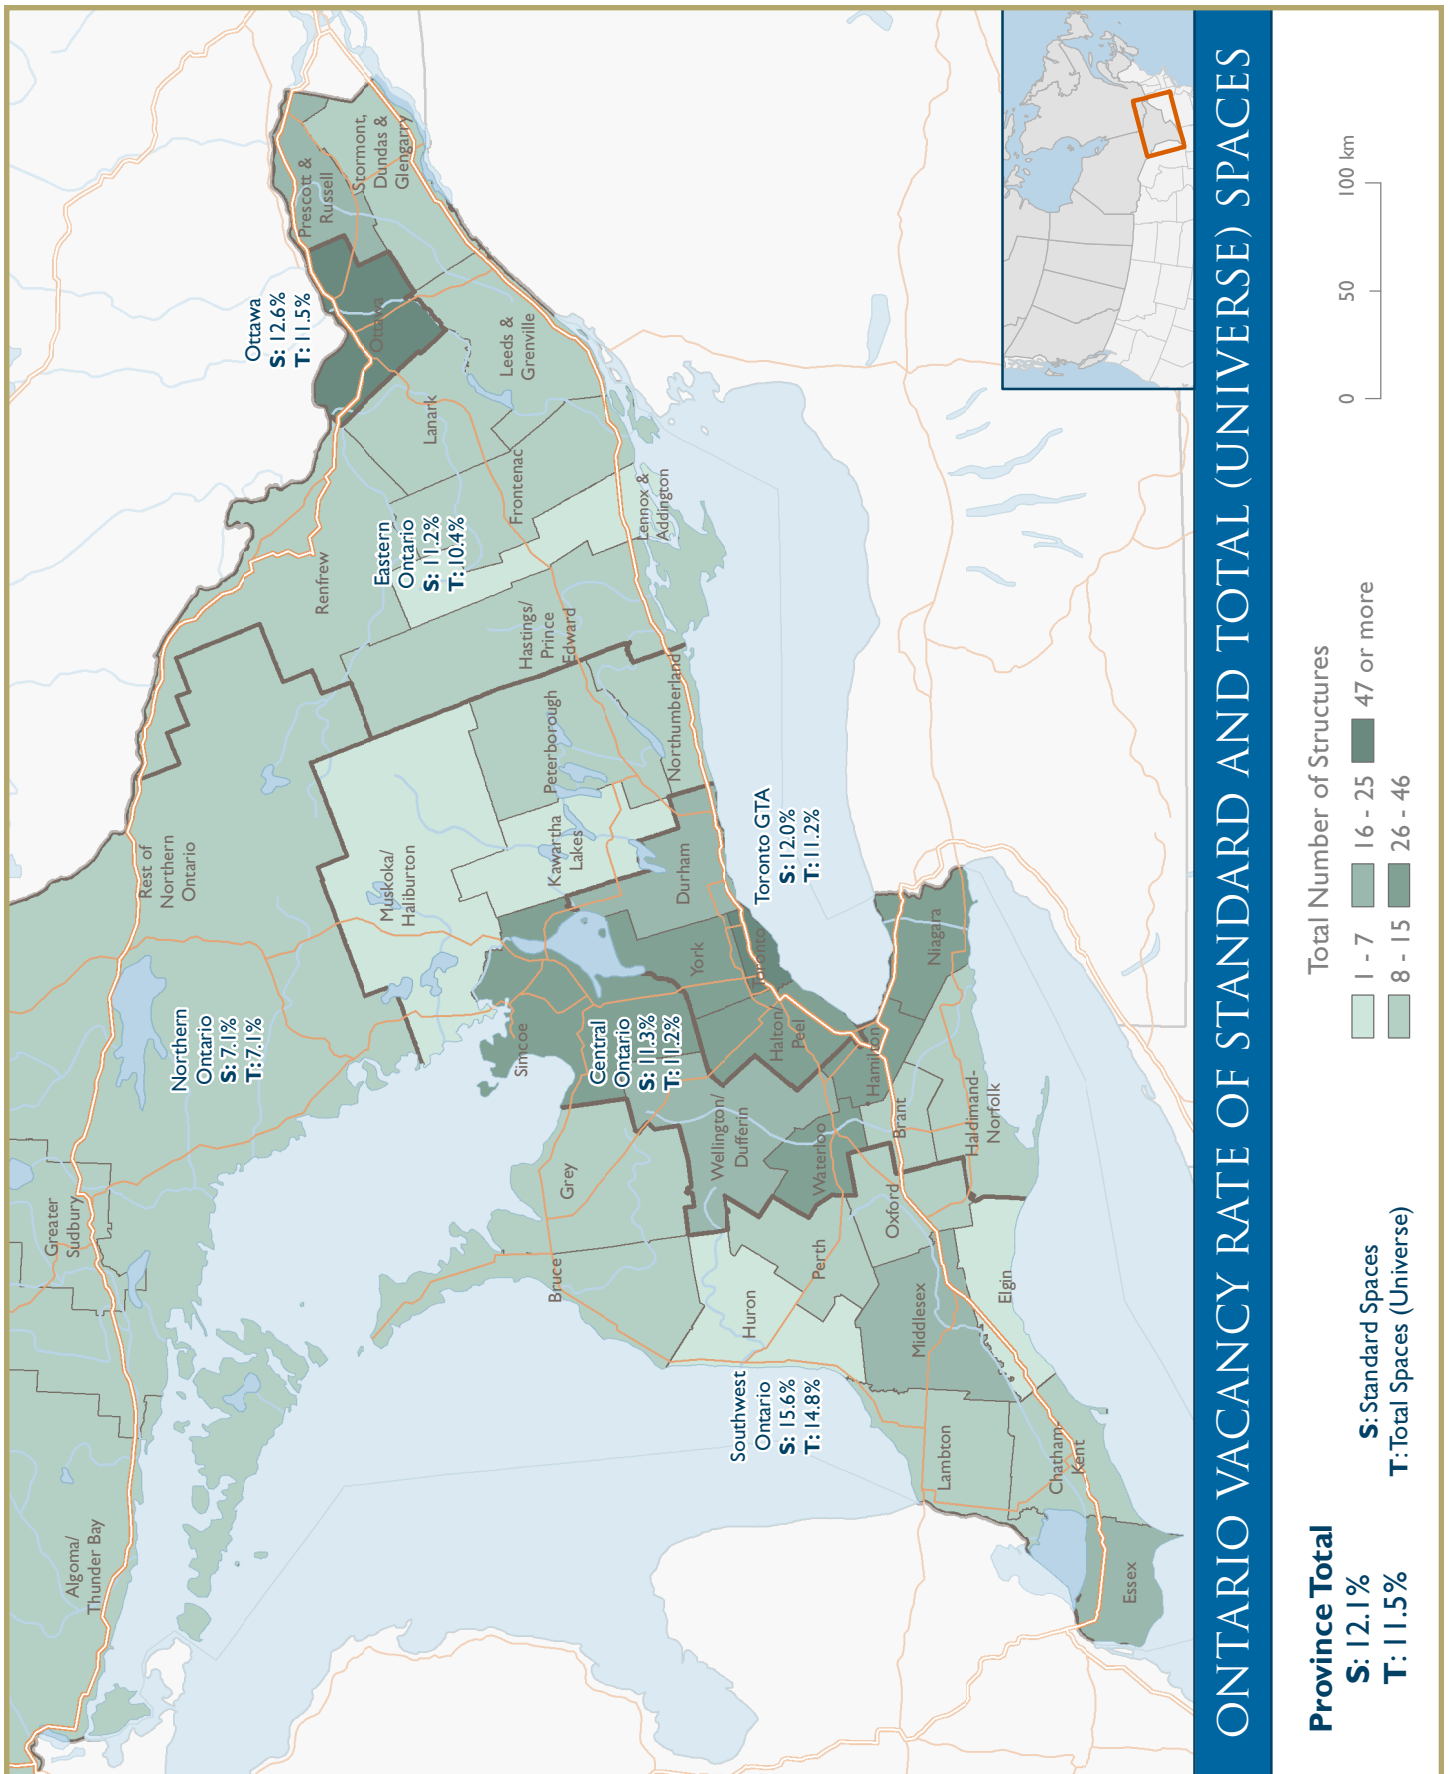 Greater
Sudbury
Algoma/
Thunder Bay
Rest of
Northern
Ontario
Northern
Ontario
S: 7.1%
T: 7.1%
Ottawa
S: 12.6%
T: 11.5%
Prescott &
Russell
Stormont,
Dundas &
Glengarry
Ottawa
Renfrew
Lanark
Leeds &
Grenville
Eastern
Ontario
S: 11.2%
T: 10.4%
Frontenac
Lennox &
Addington
Hastings/
Prince
Edward
Muskoka/
Haliburton
Peterborough
Kawartha
Lakes
Northumberland
Durham
Simcoe
York
Toronto
Toronto GTA
S: 12.0%
T: 11.2%
Central
Ontario
S: 11.3%
T: 11.2%
Halton/
Peel
Grey
Bruce
Wellington/
Dufferin
Waterloo
Hamilton
Niagara
Brant
Haldimand-
Norfolk
Huron
Perth
Oxford
Southwest
Ontario
S: 15.6%
T: 14.8%
Middlesex
Elgin
Lambton
Chatham-
Kent
Essex
ONTARIO VACANCY RATE OF STANDARD AND TOTAL (UNIVERSE) SPACES
Province Total
S: 12.1%
T: 11.5%
S: Standard Spaces
T: Total Spaces (Universe)
Total Number of Structures
1 - 7
16 - 25
47 or more
8 - 15
26 - 46
0
50
100 km